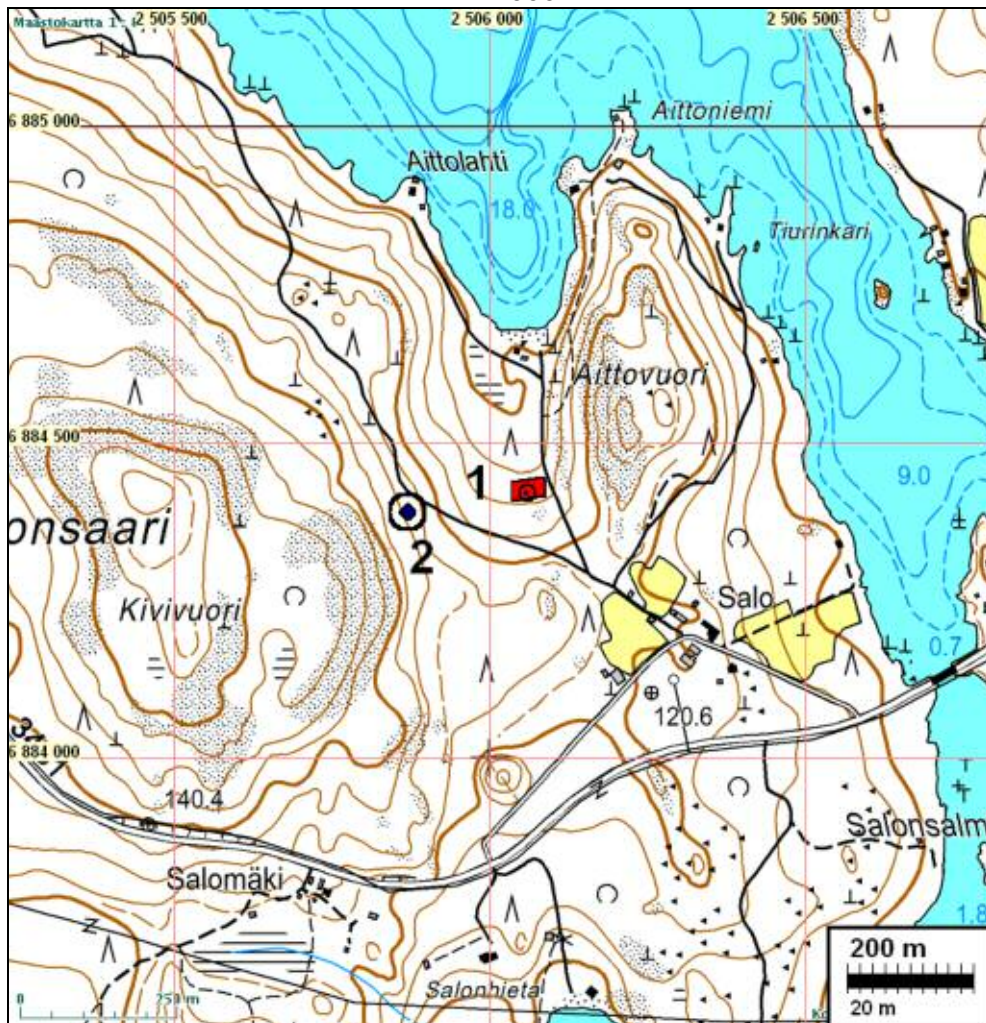 Maastokartta 1 -
2 505 500
2 506 000
2 506 500
Aittoniemi
6 885 000
Aittolahti
18.0
Tiurinkari
Aittovuori
6 884 500
1
9.0
onsaari
2
Kivivuori
Salo
0.7
120.6
6 884 000
140.4
Salonsalm
Salomäki
1.8
200 m
Salonhieta
20 m
0 250 m